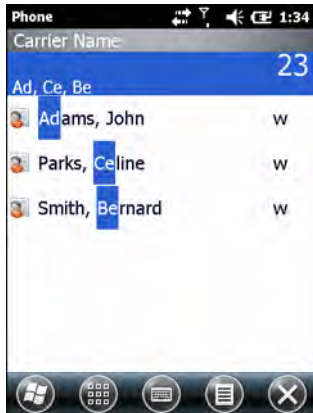 Phone 1:34
Carrier Name
23
Ad, Ce, Be
Adams, John w
Parks, Celine w
Smith, Bernard w